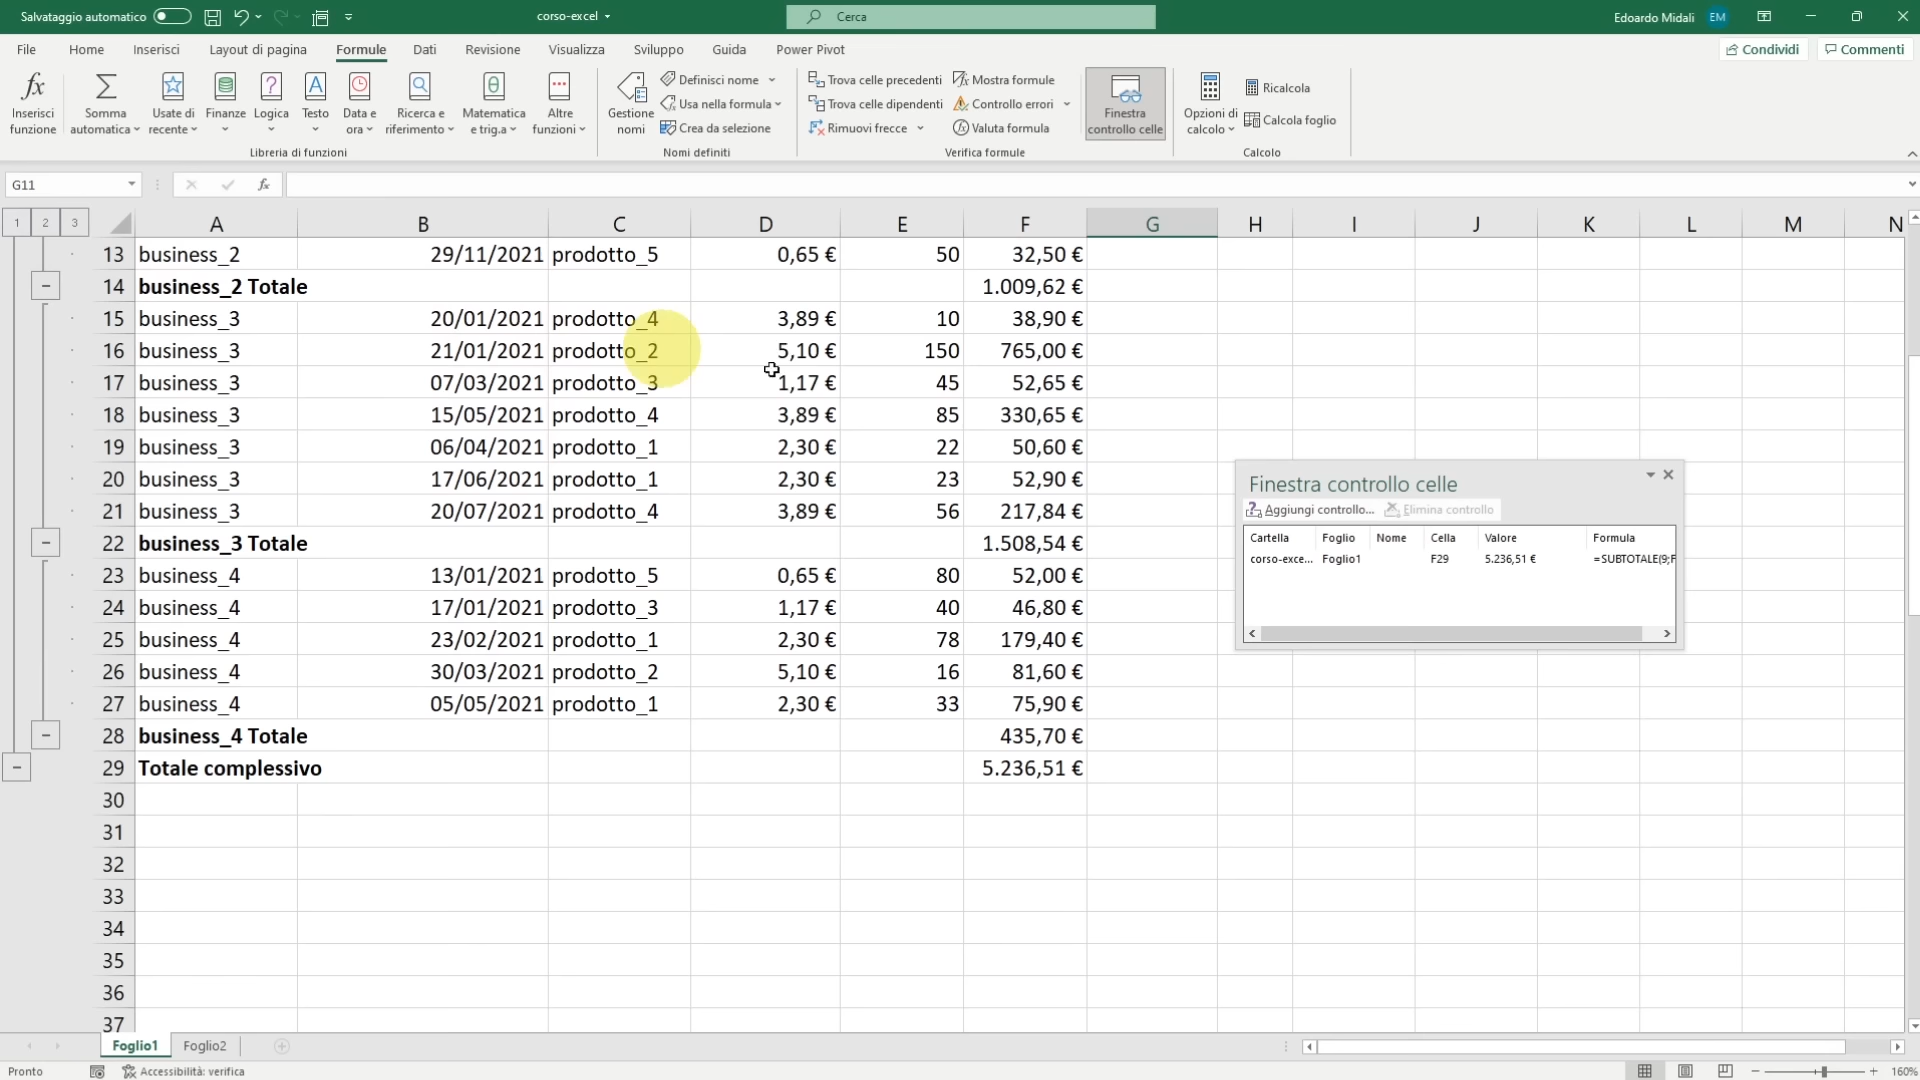 Salvataggio automatico
corso-excel
Cerca
Edoardo Midali EM
File Home Inserisci Layout di pagina Formule Dati Revisione Visualizza Sviluppo Guida Power Pivot
Condividi Commenti
Inserisci funzione
Somma automatica
Usate di recente
Finanze
Logica
Testo
Data e ora
Ricerca e riferimento
Matematica e trig.a
Altre funzioni
Libreria di funzioni
Gestione nomi
Definisci nome
Usa nella formula
Crea da selezione
Nomi definiti
Trova celle precedenti
Trova celle dipendenti
Rimuovi frecce
Mostra formule
Controllo errori
Valuta formula
Verifica formule
Finestra controllo celle
Opzioni di calcolo
Ricalcola
Calcola foglio
Calcolo
G11 fx
1 2 3
A B C D E F G H I J K L M N
13 business_2 29/11/2021 prodotto_5 0,65 € 50 32,50 €
14 business_2 Totale 1.009,62 €
15 business_3 20/01/2021 prodotto_4 3,89 € 10 38,90 €
16 business_3 21/01/2021 prodotto_2 5,10 € 150 765,00 €
17 business_3 07/03/2021 prodotto_3 1,17 € 45 52,65 €
18 business_3 15/05/2021 prodotto_4 3,89 € 85 330,65 €
19 business_3 06/04/2021 prodotto_1 2,30 € 22 50,60 €
20 business_3 17/06/2021 prodotto_1 2,30 € 23 52,90 €
21 business_3 20/07/2021 prodotto_4 3,89 € 56 217,84 €
22 business_3 Totale 1.508,54 €
23 business_4 13/01/2021 prodotto_5 0,65 € 80 52,00 €
24 business_4 17/01/2021 prodotto_3 1,17 € 40 46,80 €
25 business_4 23/02/2021 prodotto_1 2,30 € 78 179,40 €
26 business_4 30/03/2021 prodotto_2 5,10 € 16 81,60 €
27 business_4 05/05/2021 prodotto_1 2,30 € 33 75,90 €
28 business_4 Totale 435,70 €
29 Totale complessivo 5.236,51 €
30
31
32
33
34
35
36
37
Finestra controllo celle
Aggiungi controllo... Elimina controllo
Cartella Foglio Nome Cella Valore Formula
corso-exce... Foglio1 F29 5.236,51 € =SUBTOTALE(9;F
Foglio1 Foglio2
Pronto Accessibilità: verifica 160%